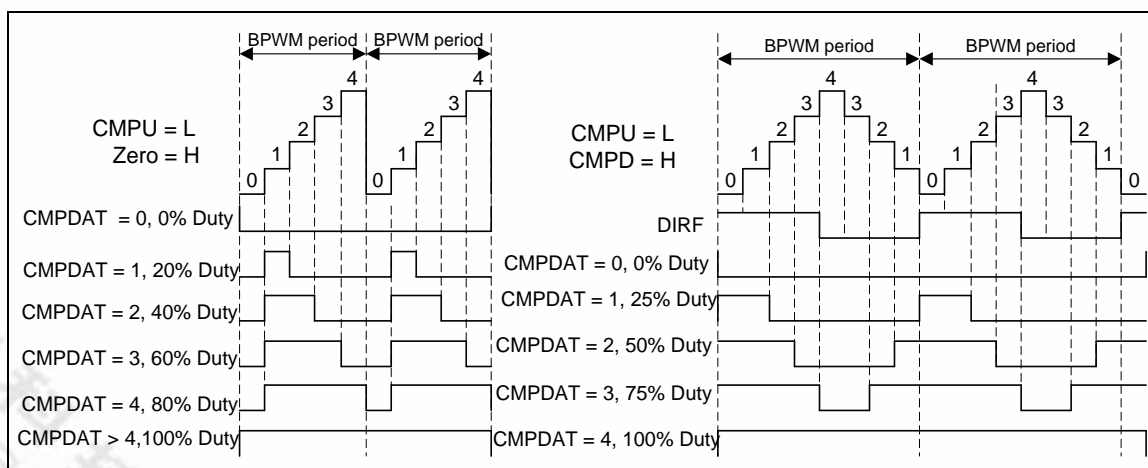 BPWM period BPWM period
4 4
3 3
2 2
1 1
0 0
CMPU = L
Zero = H
CMPDAT = 0, 0% Duty
CMPDAT = 1, 20% Duty
CMPDAT = 2, 40% Duty
CMPDAT = 3, 60% Duty
CMPDAT = 4, 80% Duty
CMPDAT > 4,100% Duty
BPWM period BPWM period
4 4
3 3 3 3
2 2 2 2
1 1 1 1
0 0 0
CMPU = L
CMPD = H
DIRF
CMPDAT = 0, 0% Duty
CMPDAT = 1, 25% Duty
CMPDAT = 2, 50% Duty
CMPDAT = 3, 75% Duty
CMPDAT = 4, 100% Duty